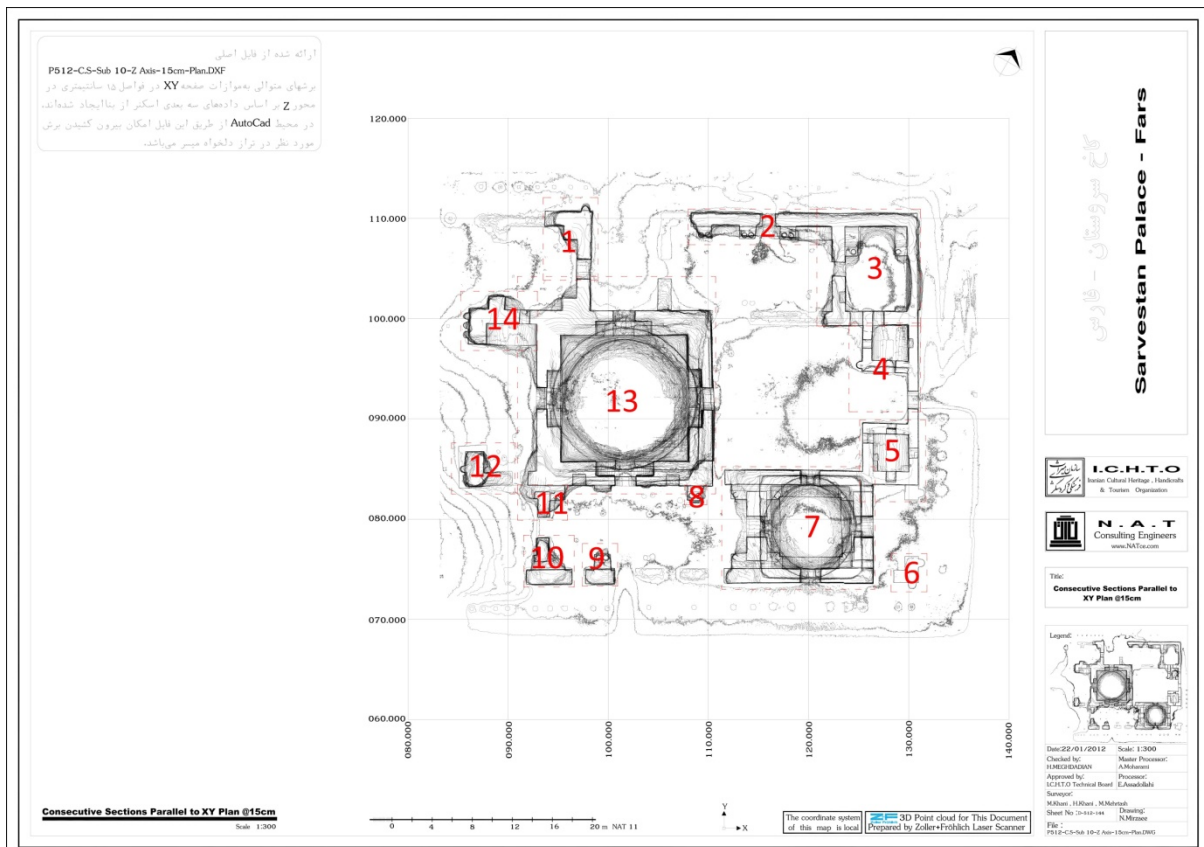 ارائه شده از فایل اصلی
P512-C.S-Sub 10-Z Axis-15cm-Plan.DXF
برشهای متوالی به‌موازات صفحه XY در فواصل ۱۵ سانتیمتری در
محور Z بر اساس داده‌های سه بعدی اسکنر از بنا ایجاد شده‌اند.
در محیط AutoCad از طریق این فایل امکان بیرون کشیدن برش
مورد نظر در تراز دلخواه میسر می‌باشد.
120.000
110.000
100.000
090.000
080.000
070.000
060.000
080.000
090.000
100.000
110.000
120.000
130.000
140.000
1
2
3
14
4
13
5
12
8
11
7
10
9
6
Consecutive Sections Parallel to XY Plan @15cm
Scale 1:300
0 4 8 12 16 20 m NAT 11
Y
X
The coordinate system
of this map is local
ZF
3D Point cloud for This Document
Prepared by Zoller+Fröhlich Laser Scanner
کاخ سروستان - فارس
Sarvestan Palace - Fars
I.C.H.T.O
Iranian Cultural Heritage , Handicrafts
& Tourism Organization
N.A.T
Consulting Engineers
www.NATce.com
Title:
Consecutive Sections Parallel to
XY Plan @15cm
Legend:
Date:22/01/2012 Scale: 1:300
Checked by: Master Processor:
H.MEGHDADIAN A.Moharami
Approved by: Processor:
I.C.H.T.O Technical Board E.Assadollahi
Surveyor:
M.Khani , H.Khani , M.Mehrtash
Sheet No : Drawing:
N.Mirzaee
File :
P512-C.S-Sub 10-Z Axis-15cm-Plan.DWG